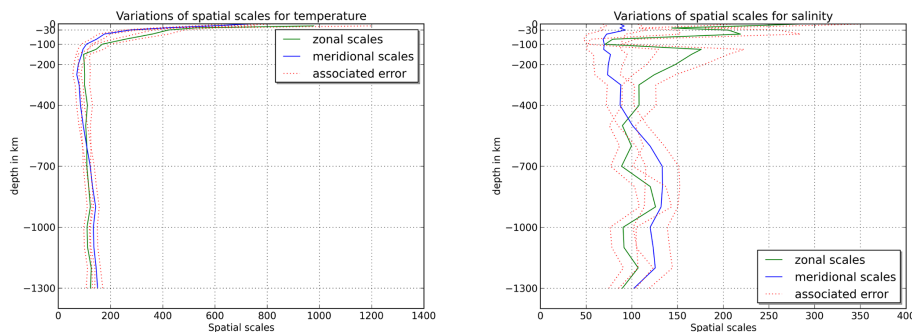 Variations of spatial scales for temperature
0
−30
−100
−200
−400
−700
−1000
−1300
depth in km
zonal scales
meridional scales
associated error
0 200 400 600 800 1000 1200 1400
Spatial scales
Variations of spatial scales for salinity
0
−30
−100
−200
−400
−700
−1000
−1300
depth in km
zonal scales
meridional scales
associated error
0 50 100 150 200 250 300 350 400
Spatial scales